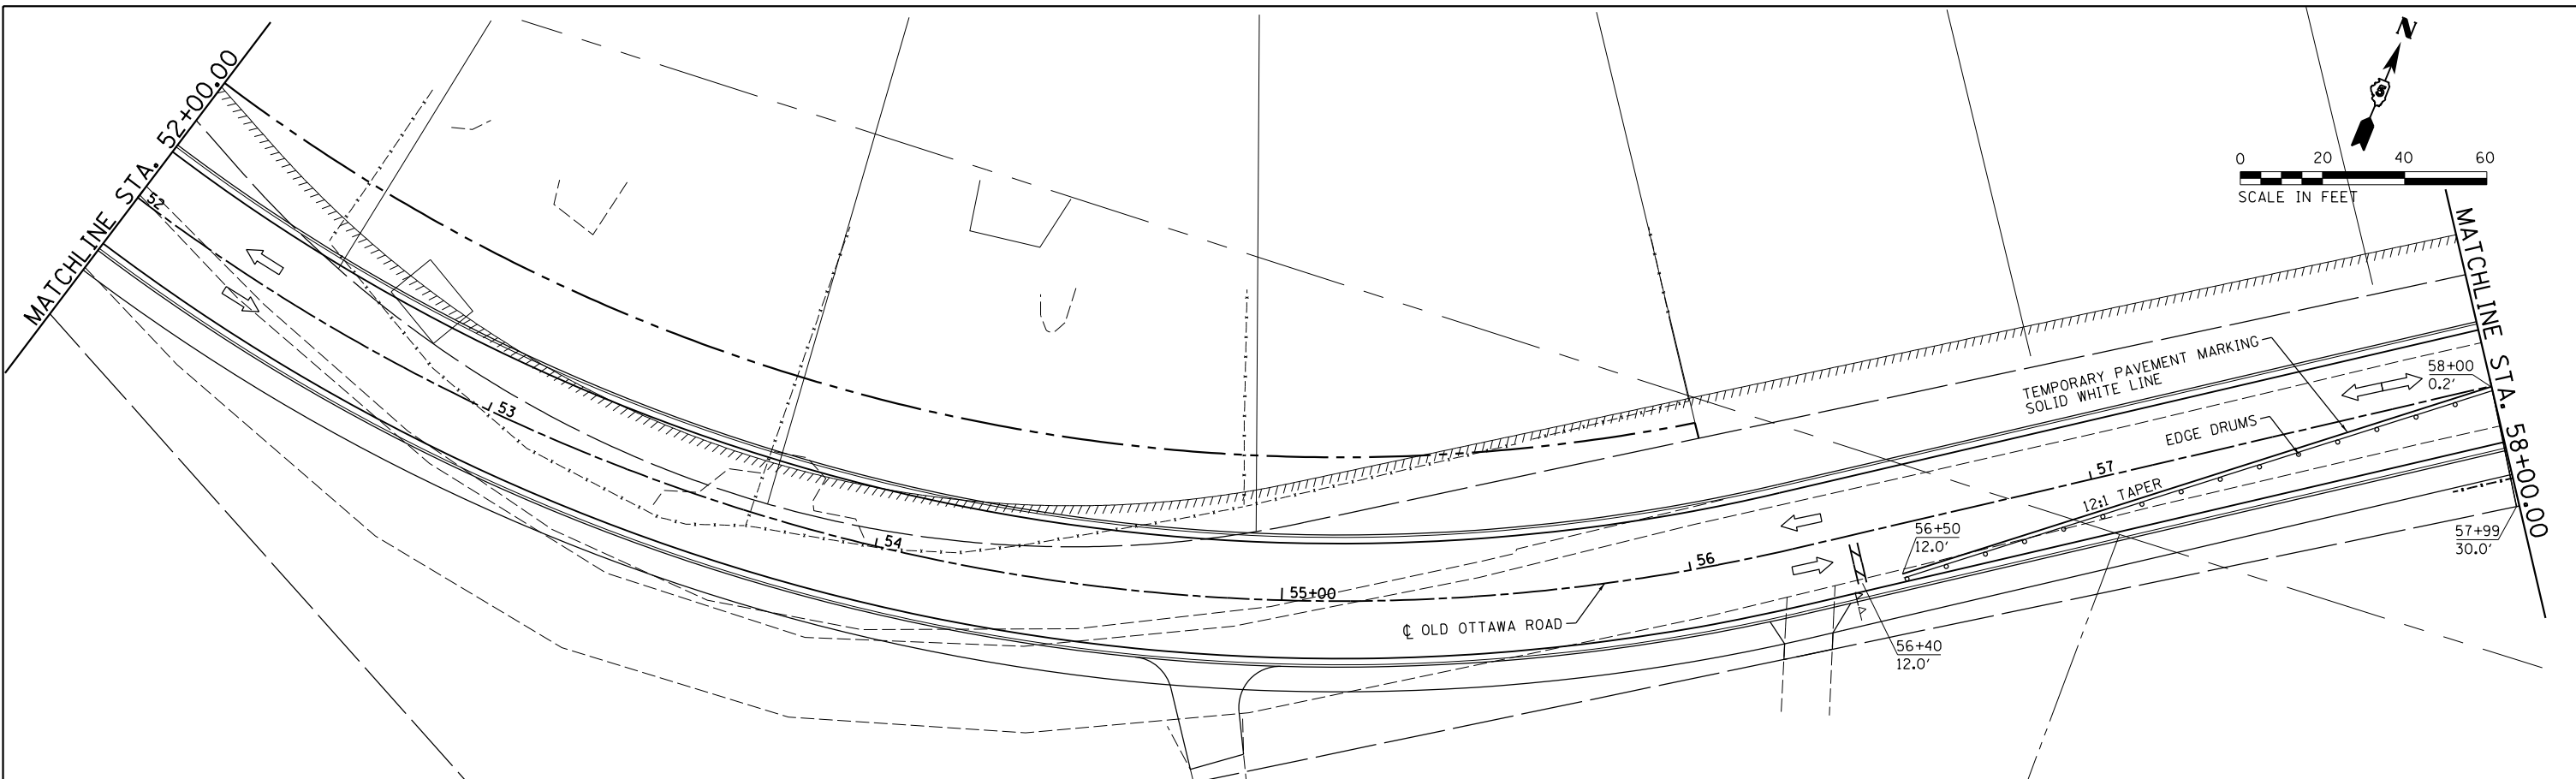 MATCHLINE STA. 52+00.00
52
53
54
55+00
56
57
℄ OLD OTTAWA ROAD
56+40
12.0'
56+50
12.0'
12:1 TAPER
EDGE DRUMS
TEMPORARY PAVEMENT MARKING
SOLID WHITE LINE
58+00
0.2'
57+99
30.0'
MATCHLINE STA. 58+00.00
N
5
0 20 40 60
SCALE IN FEET